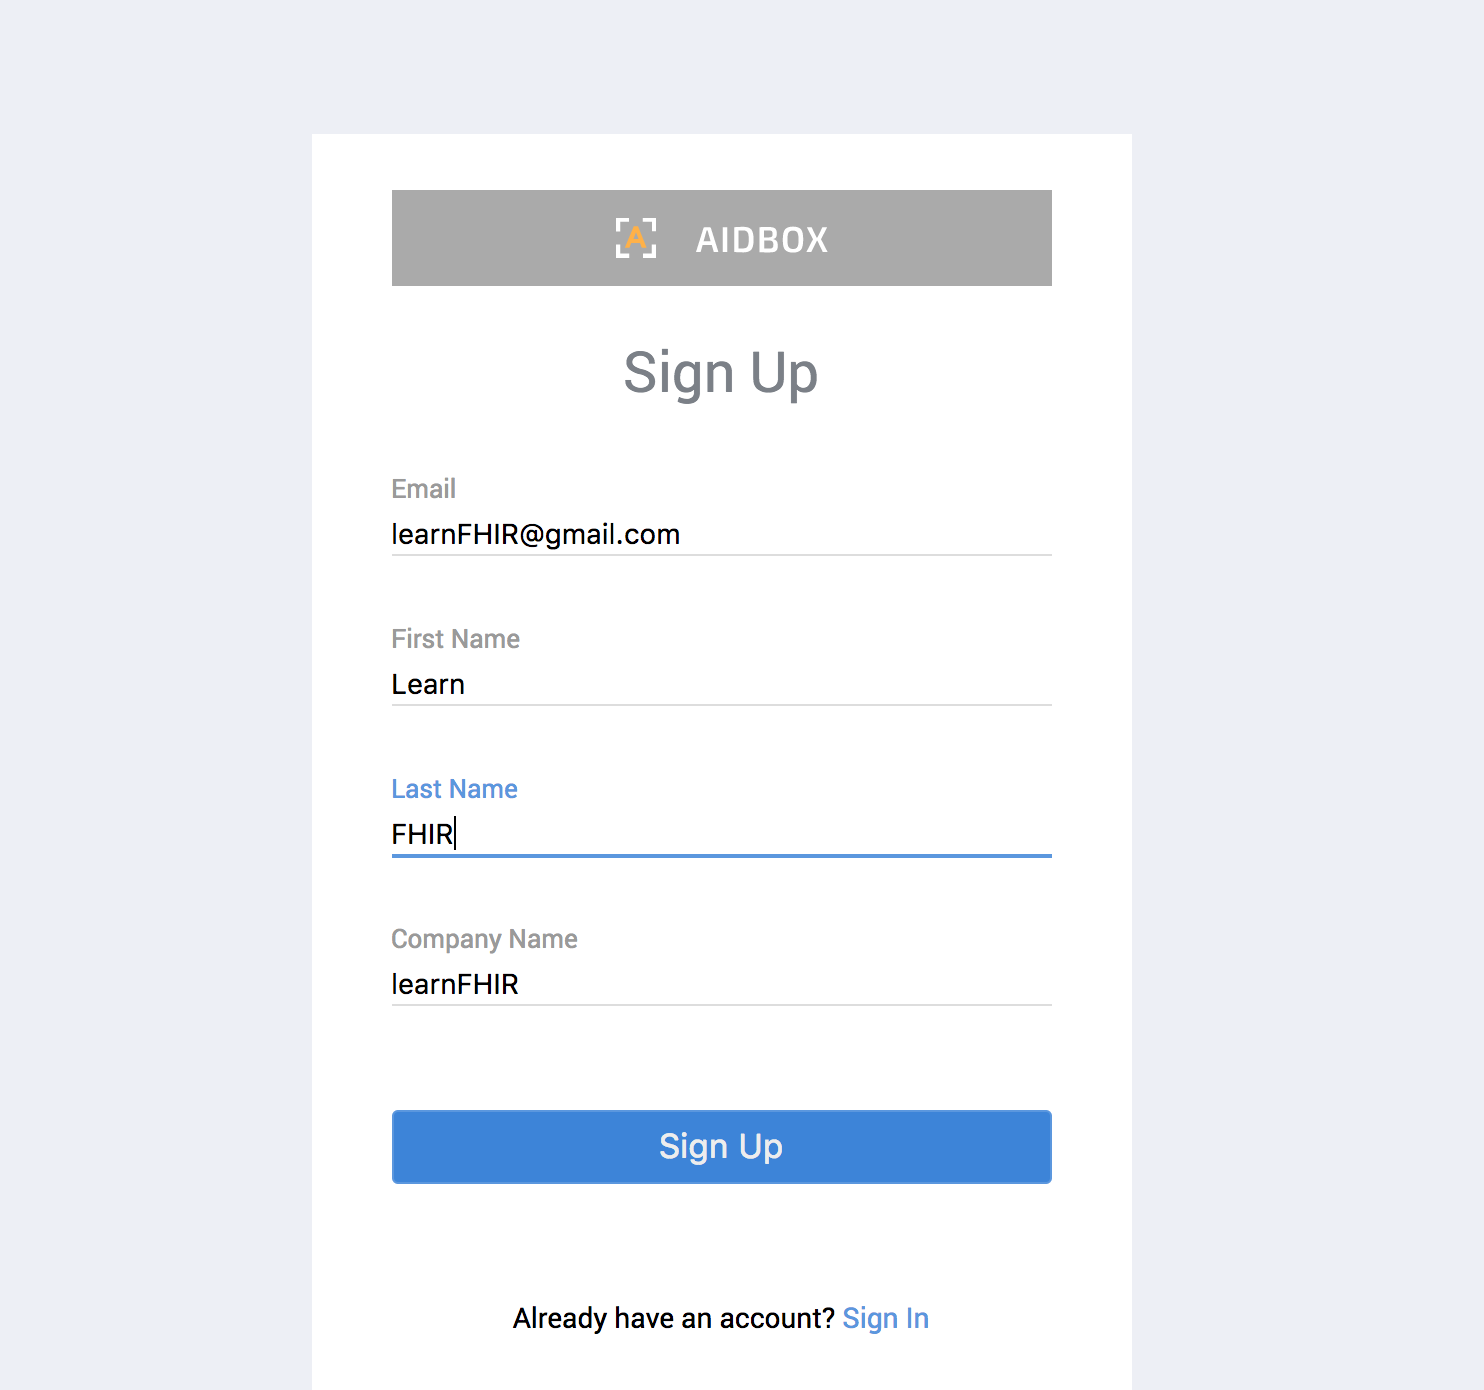 A AIDBOX
Sign Up
Email
learnFHIR@gmail.com
First Name
Learn
Last Name
FHIR
Company Name
learnFHIR
Sign Up
Already have an account? Sign In